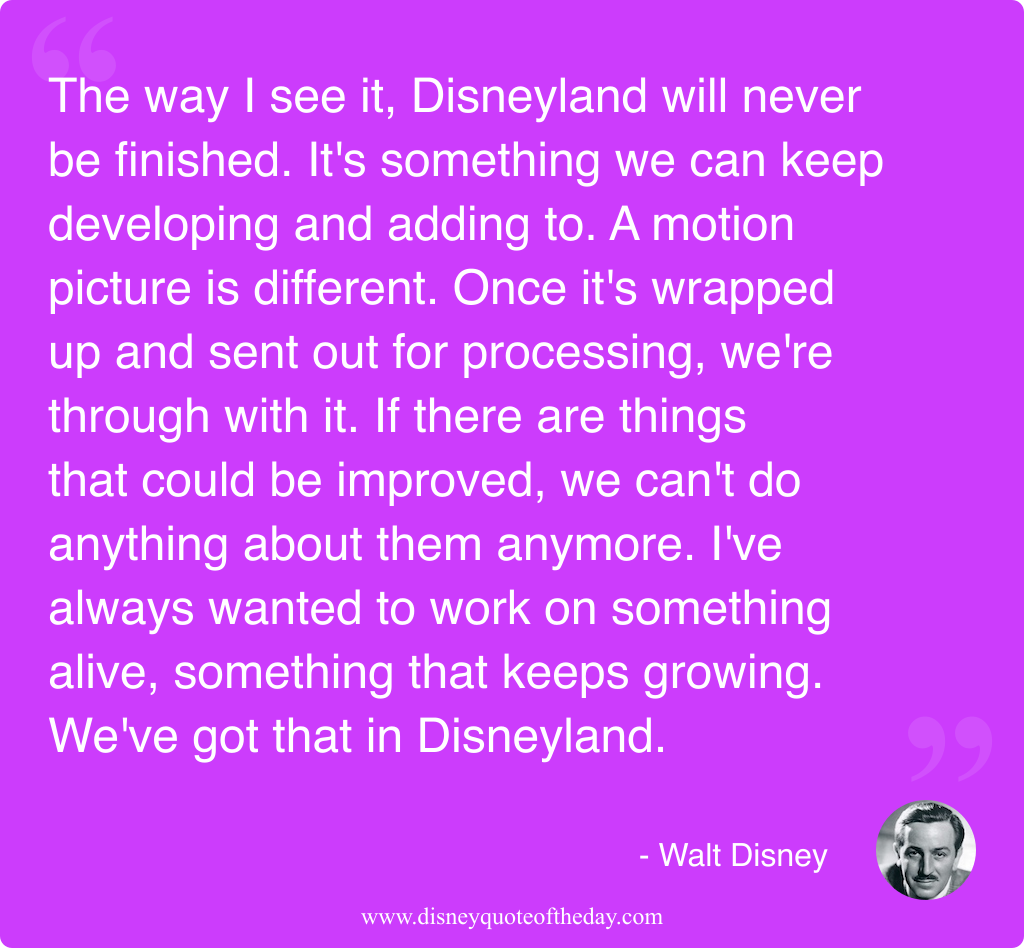 The way I see it, Disneyland will never
be finished. It's something we can keep
developing and adding to. A motion
picture is different. Once it's wrapped
up and sent out for processing, we're
through with it. If there are things
that could be improved, we can't do
anything about them anymore. I've
always wanted to work on something
alive, something that keeps growing.
We've got that in Disneyland.
- Walt Disney
www.disneyquoteoftheday.com